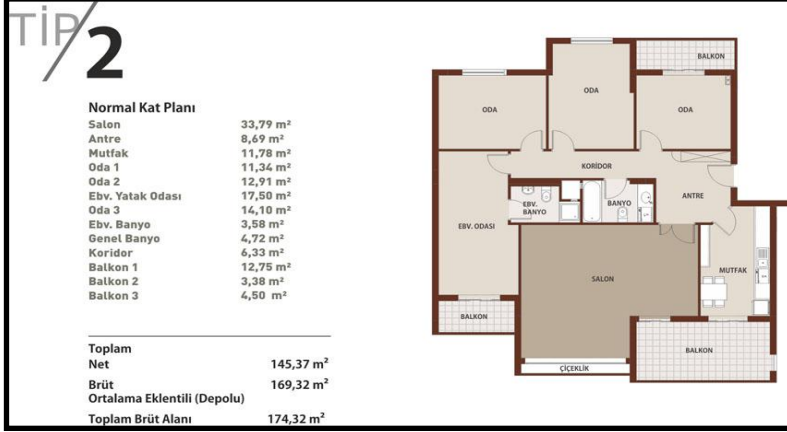 TİP/2
Normal Kat Planı
Salon 33,79 m²
Antre 8,69 m²
Mutfak 11,78 m²
Oda 1 11,34 m²
Oda 2 12,91 m²
Ebv. Yatak Odası 17,50 m²
Oda 3 14,10 m²
Ebv. Banyo 3,58 m²
Genel Banyo 4,72 m²
Koridor 6,33 m²
Balkon 1 12,75 m²
Balkon 2 3,38 m²
Balkon 3 4,50 m²
Toplam
Net 145,37 m²
Brüt 169,32 m²
Ortalama Eklentili (Depolu)
Toplam Brüt Alanı 174,32 m²
BALKON
ODA
ODA
ODA
KORİDOR
ANTRE
EBV. BANYO
BANYO
EBV. ODASI
MUTFAK
SALON
BALKON
BALKON
ÇİÇEKLİK